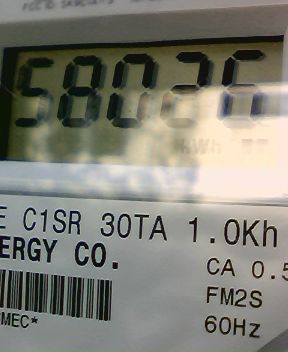 58026
kWh
E C1SR 30TA 1.0Kh
ERGY CO.
CA 0.5
FM2S
MEC*
60Hz